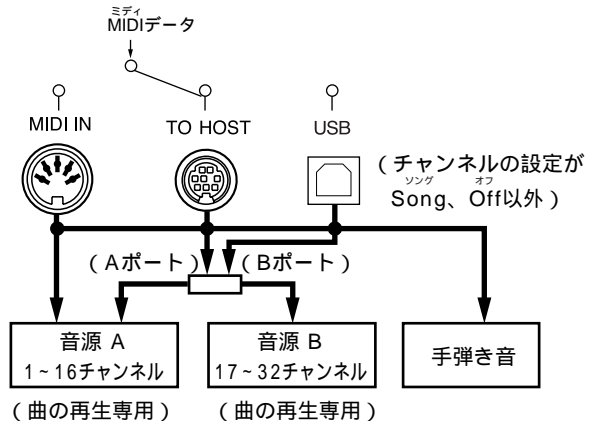 ミディ
MIDIデータ
MIDI IN
TO HOST
USB
（チャンネルの設定が
ソング オフ
Song、Off以外）
（Aポート）
（Bポート）
音源 A
1~16チャンネル
音源 B
17~32チャンネル
手弾き音
（曲の再生専用）
（曲の再生専用）